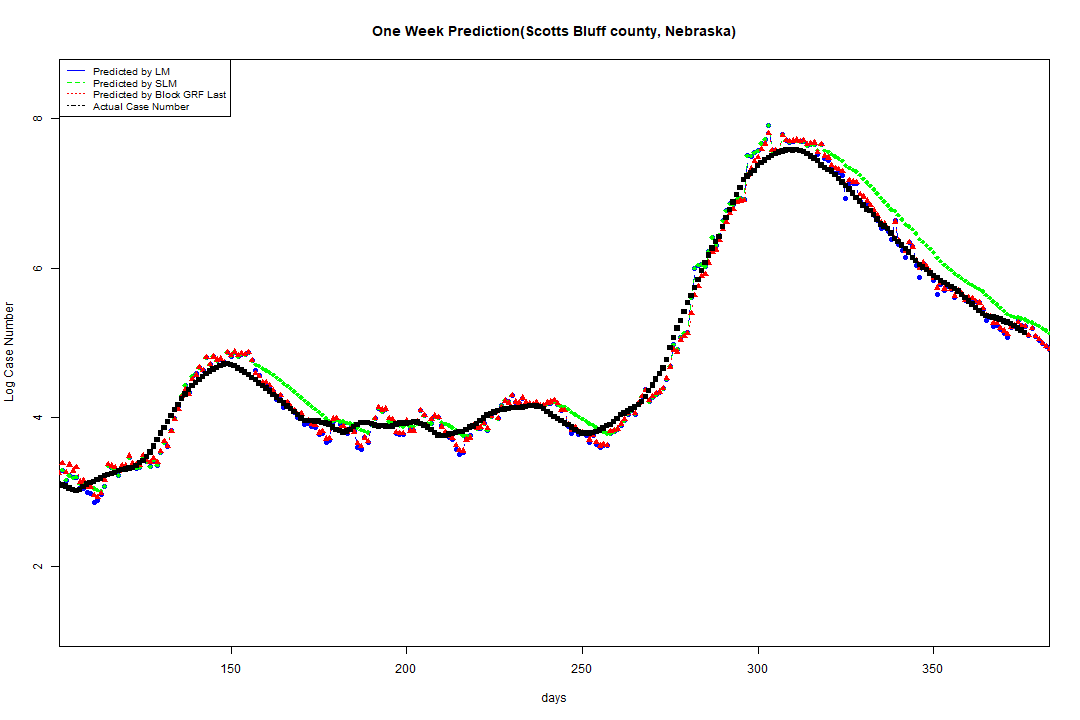 One Week Prediction(Scotts Bluff county, Nebraska)
Predicted by LM
Predicted by SLM
Predicted by Block GRF Last
Actual Case Number
8
6
4
2
Log Case Number
150 200 250 300 350
days